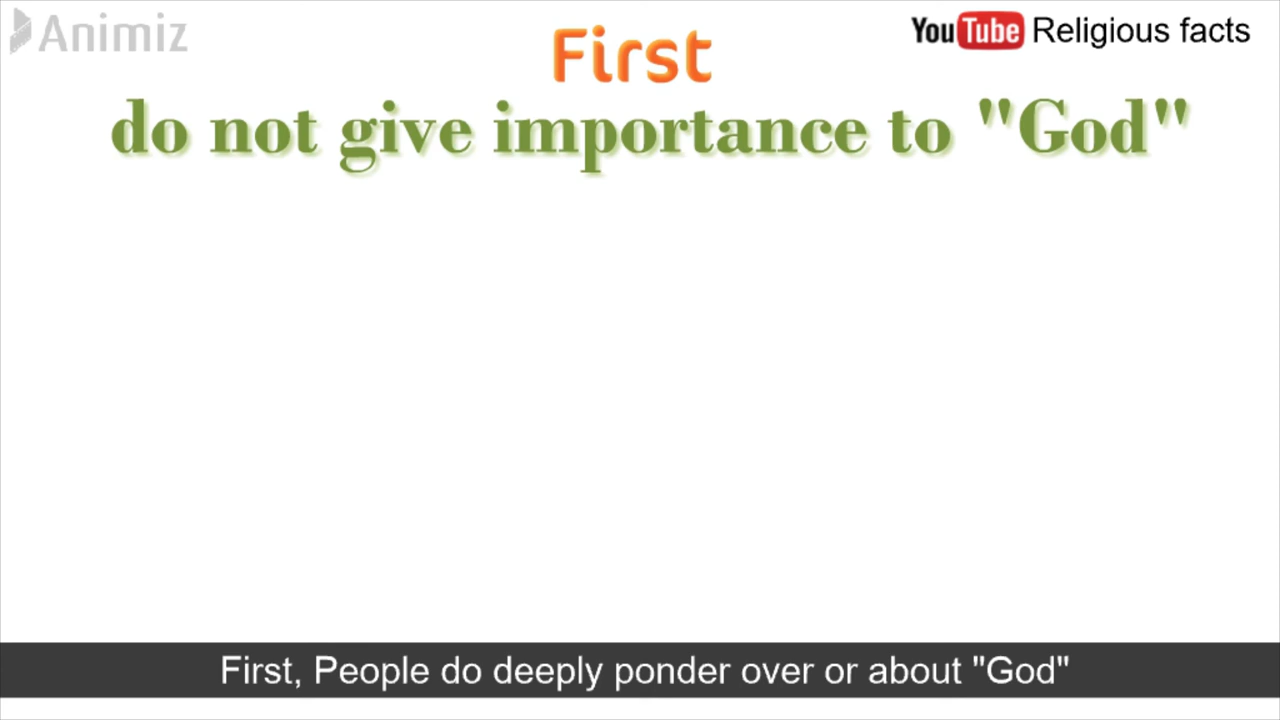 Animiz
YouTube Religious facts
First
do not give importance to "God"
First, People do deeply ponder over or about "God"